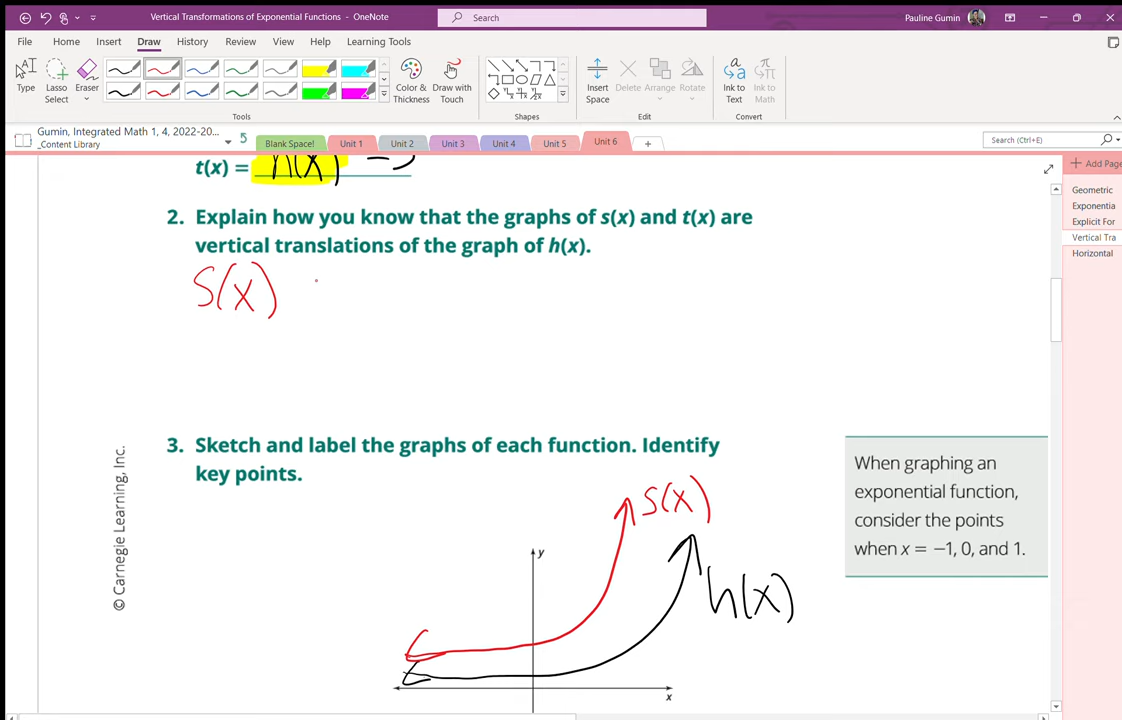 Vertical Transformations of Exponential Functions - OneNote
Search
Pauline Gumin
File Home Insert Draw History Review View Help Learning Tools
Type
Lasso Select
Eraser
Color & Thickness
Draw with Touch
Insert Space
Delete
Arrange
Rotate
Ink to Text
Ink to Math
Tools
Shapes
Edit
Convert
Gumin, Integrated Math 1, 4, 2022-20...
_Content Library
Blank Space! Unit 1 Unit 2 Unit 3 Unit 4 Unit 5 Unit 6
Search (Ctrl+E)
Add Page
Geometric
Exponentia
Explicit For
Vertical Tra
Horizontal
t(x) = h(x)
2. Explain how you know that the graphs of s(x) and t(x) are
vertical translations of the graph of h(x).
S(x)
3. Sketch and label the graphs of each function. Identify
key points.
When graphing an
exponential function,
consider the points
when x = −1, 0, and 1.
S(x)
y
h(x)
x
© Carnegie Learning, Inc.